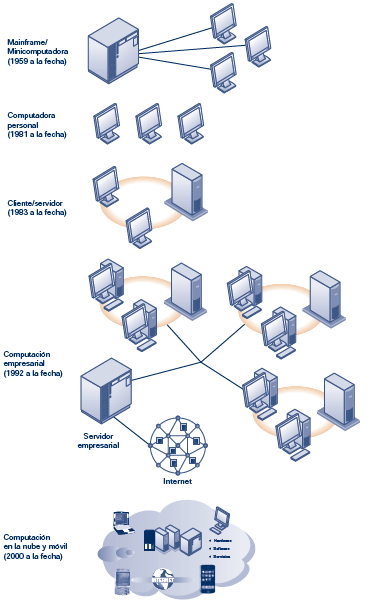 Mainframe/
Minicomputadora
(1959 a la fecha)
Computadora
personal
(1981 a la fecha)
Cliente/servidor
(1983 a la fecha)
Computación
empresarial
(1992 a la fecha)
Servidor
empresarial
Internet
Computación
en la nube y móvil
(2000 a la fecha)
• Hardware
• Software
• Servicios
INTERNET